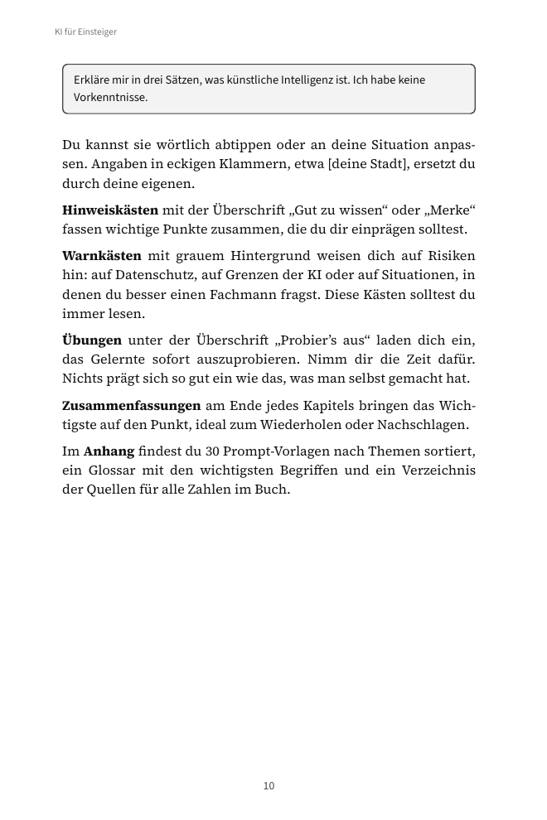 KI für Einsteiger
Erkläre mir in drei Sätzen, was künstliche Intelligenz ist. Ich habe keine
Vorkenntnisse.
Du kannst sie wörtlich abtippen oder an deine Situation anpas-
sen. Angaben in eckigen Klammern, etwa [deine Stadt], ersetzt du
durch deine eigenen.
Hinweiskästen mit der Überschrift „Gut zu wissen“ oder „Merke“
fassen wichtige Punkte zusammen, die du dir einprägen solltest.
Warnkästen mit grauem Hintergrund weisen dich auf Risiken
hin: auf Datenschutz, auf Grenzen der KI oder auf Situationen, in
denen du besser einen Fachmann fragst. Diese Kästen solltest du
immer lesen.
Übungen unter der Überschrift „Probier’s aus“ laden dich ein,
das Gelernte sofort auszuprobieren. Nimm dir die Zeit dafür.
Nichts prägt sich so gut ein wie das, was man selbst gemacht hat.
Zusammenfassungen am Ende jedes Kapitels bringen das Wich-
tigste auf den Punkt, ideal zum Wiederholen oder Nachschlagen.
Im Anhang findest du 30 Prompt-Vorlagen nach Themen sortiert,
ein Glossar mit den wichtigsten Begriffen und ein Verzeichnis
der Quellen für alle Zahlen im Buch.
10